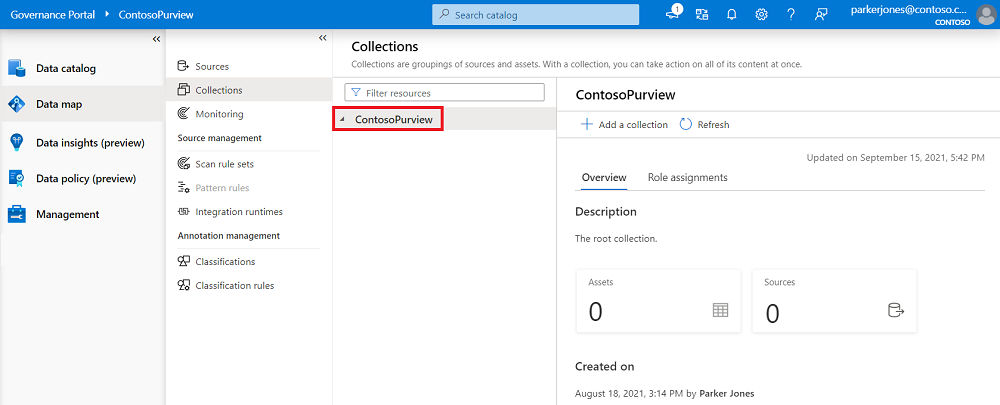 Governance Portal > ContosoPurview
Search catalog
1
parkerjones@contoso.c...
CONTOSO
«
Data catalog
Data map
Data insights (preview)
Data policy (preview)
Management
«
Sources
Collections
Monitoring
Source management
Scan rule sets
Pattern rules
Integration runtimes
Annotation management
Classifications
Classification rules
Collections
Collections are groupings of sources and assets. With a collection, you can take action on all of its content at once.
Filter resources
ContosoPurview
ContosoPurview
Add a collection Refresh
Updated on September 15, 2021, 5:42 PM
Overview Role assignments
Description
The root collection.
Assets
0
Sources
0
Created on
August 18, 2021, 3:14 PM by Parker Jones